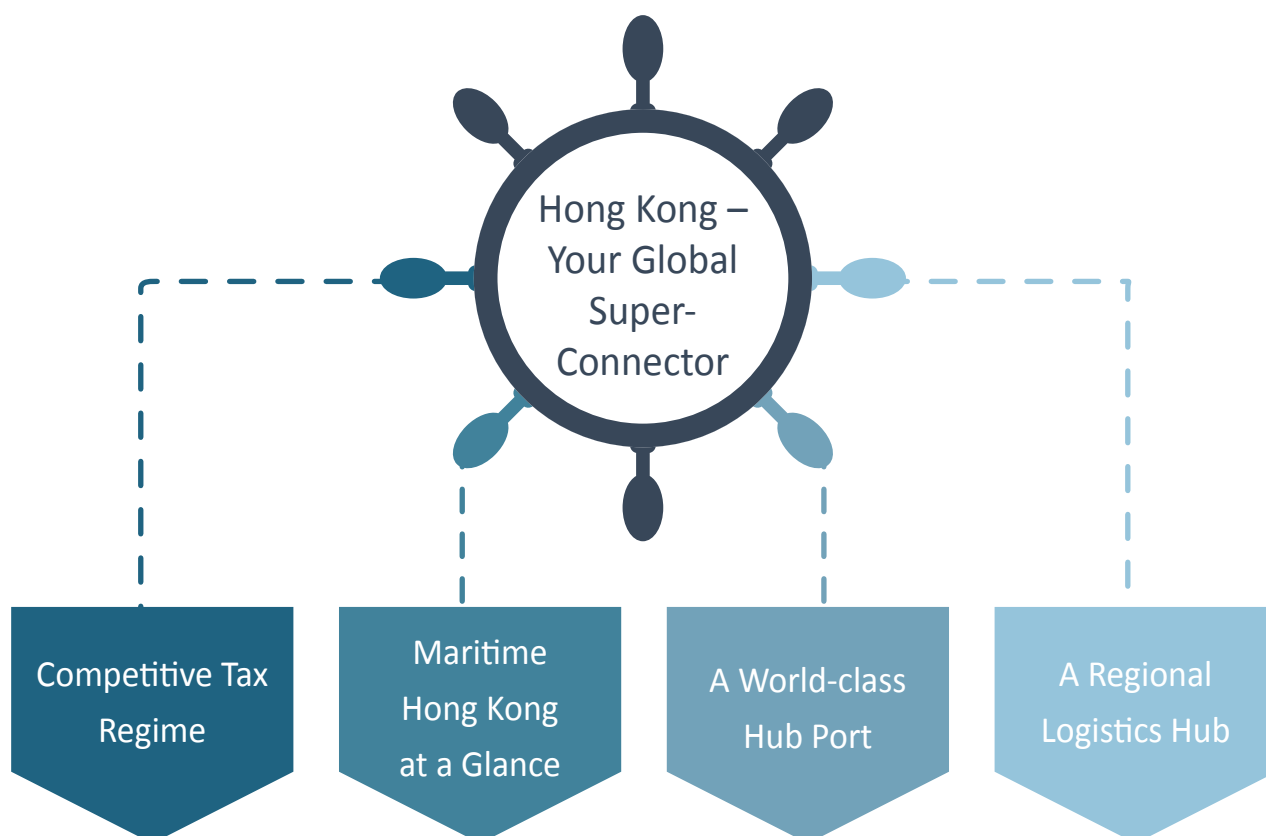 Hong Kong –
Your Global
Super-
Connector
Competitive Tax
Regime
Maritime
Hong Kong
at a Glance
A World-class
Hub Port
A Regional
Logistics Hub